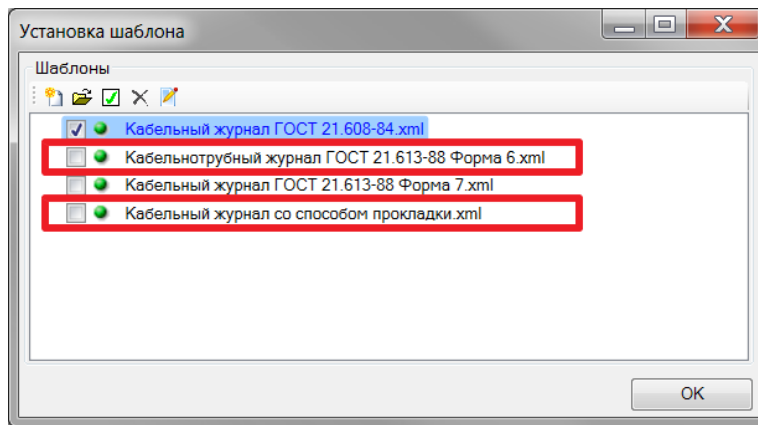 Установка шаблона
Шаблоны
Кабельный журнал ГОСТ 21.608-84.xml
Кабельнотрубный журнал ГОСТ 21.613-88 Форма 6.xml
Кабельный журнал ГОСТ 21.613-88 Форма 7.xml
Кабельный журнал со способом прокладки.xml
OK